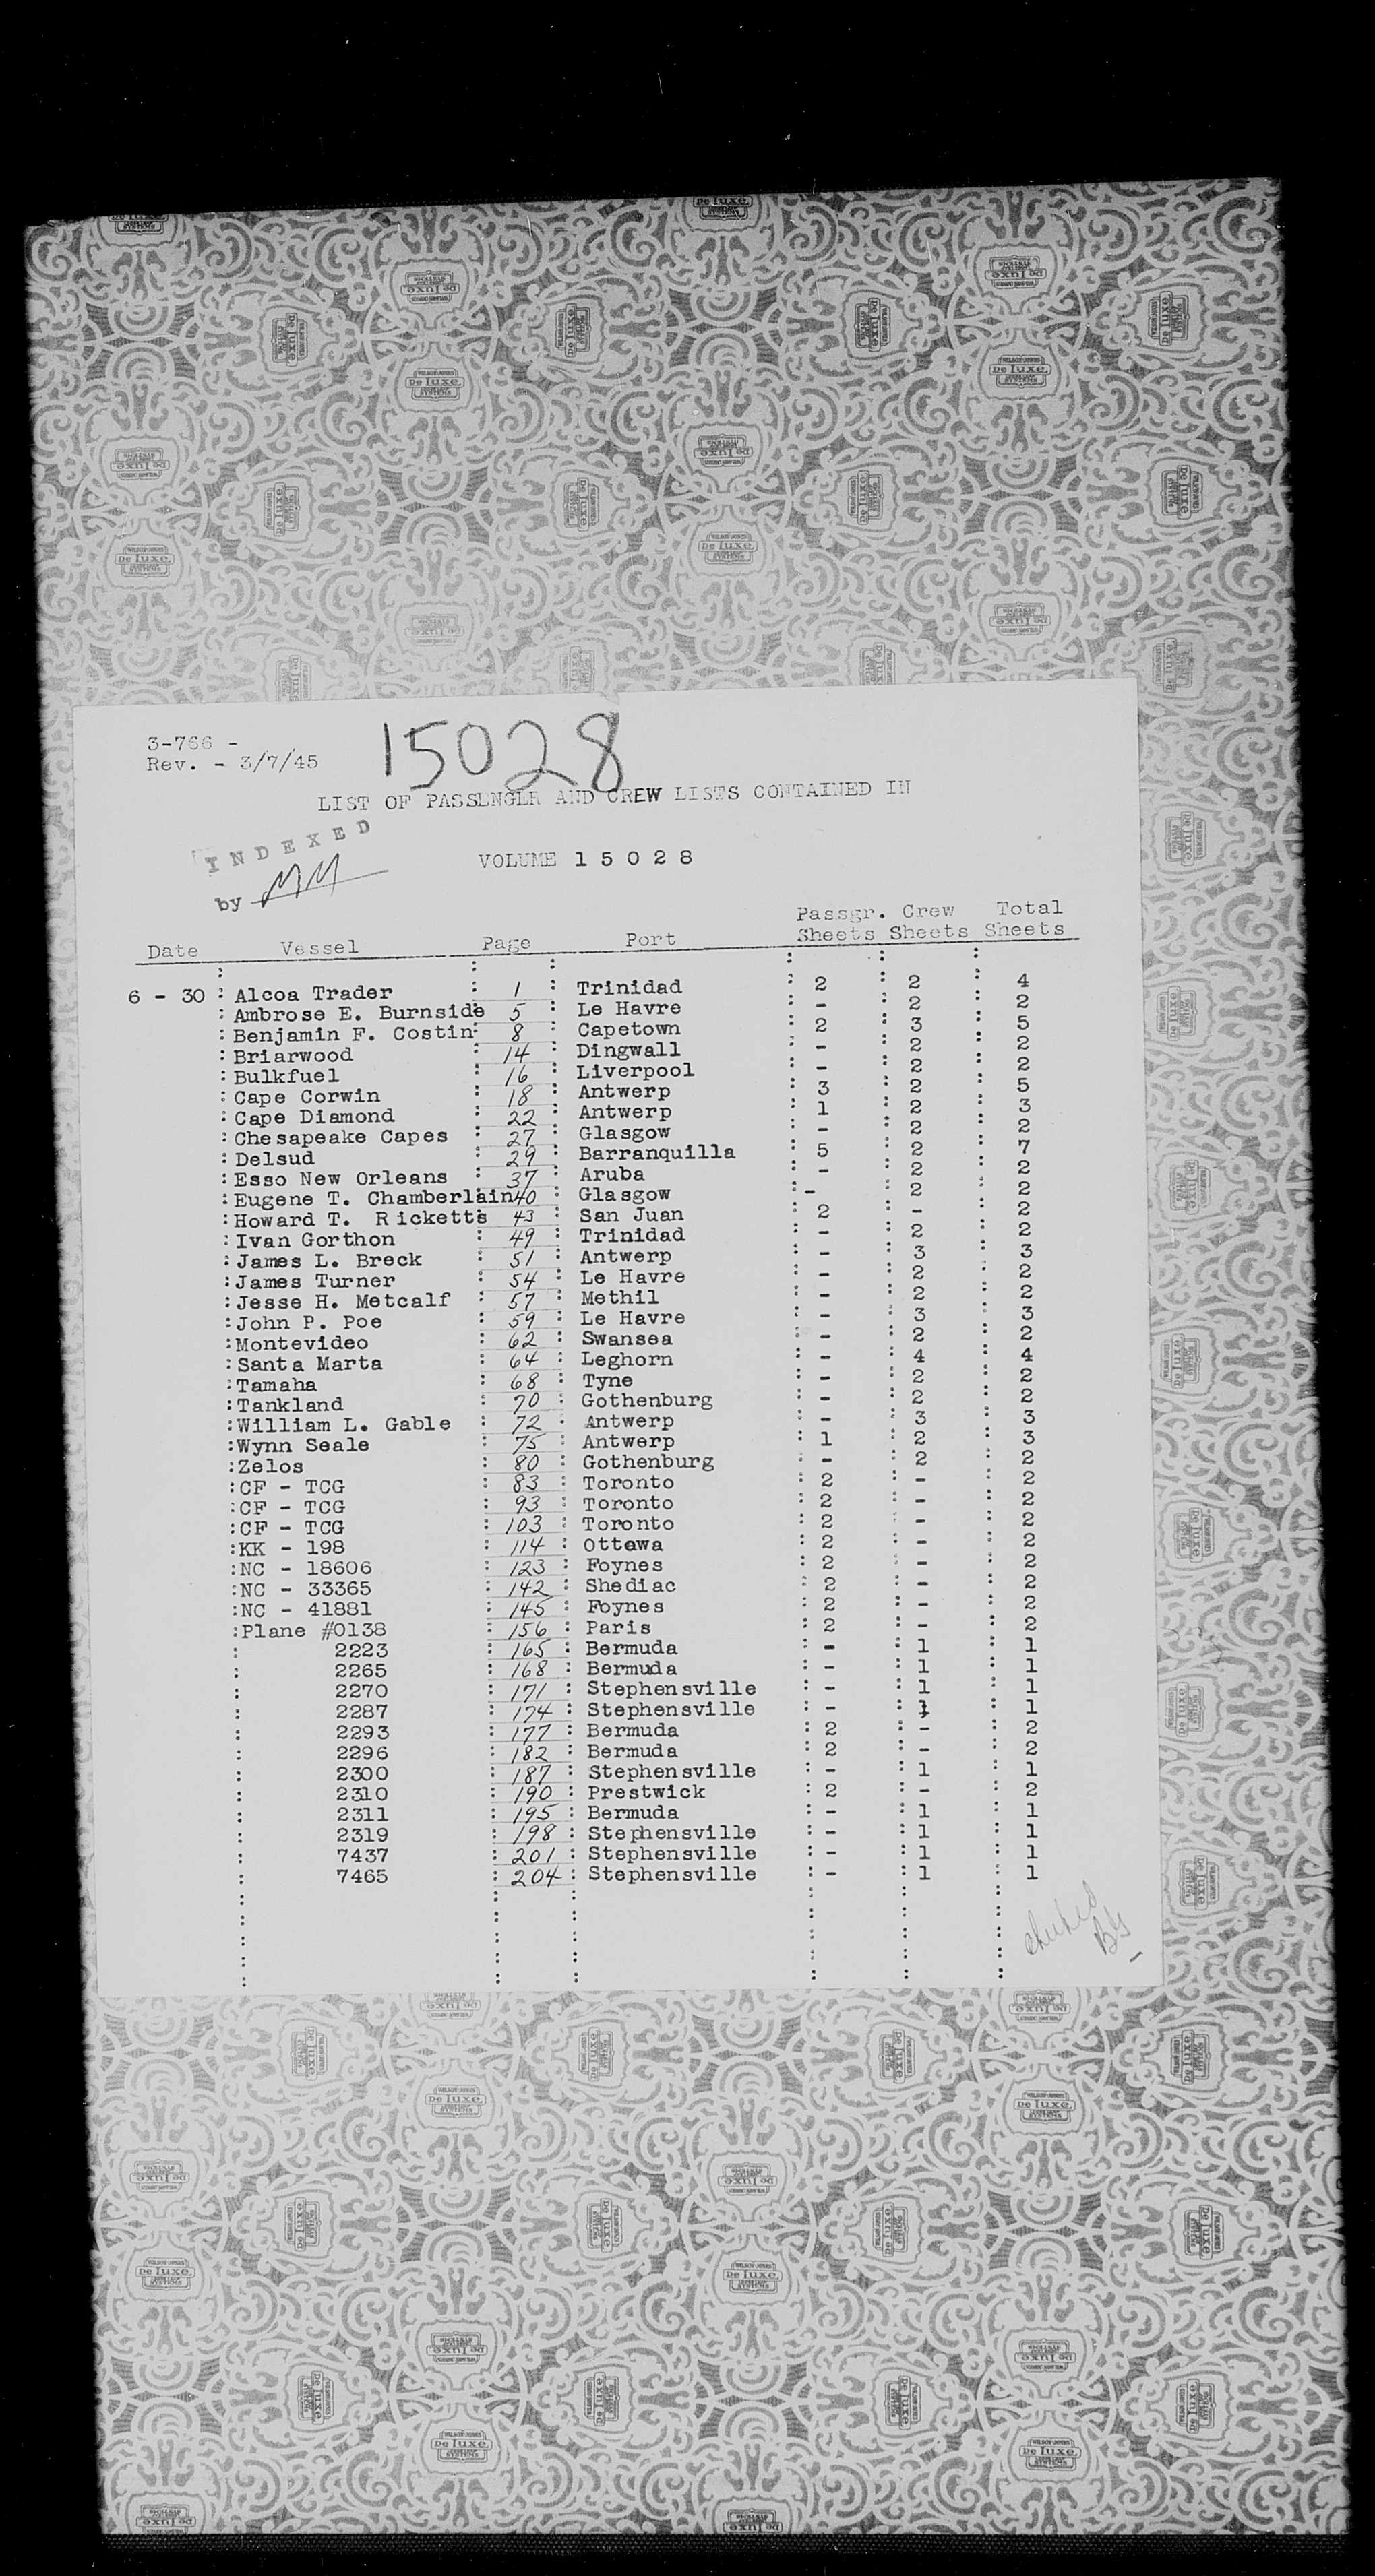 3-766 -
Rev. - 3/7/45
15028
LIST OF PASSENGER AND CREW LISTS CONTAINED IN
INDEXED
by MM
VOLUME 1 5 0 2 8
Passgr. Crew Total
Date Vessel Page Port Sheets Sheets Sheets
6 - 30 : Alcoa Trader : 1 : Trinidad : 2 : 2 : 4
: Ambrose E. Burnside 5 : Le Havre : - : 2 : 2
: Benjamin F. Costin: 8 : Capetown : 2 : 3 : 5
: Briarwood : 14 : Dingwall : - : 2 : 2
: Bulkfuel : 16 : Liverpool : - : 2 : 2
: Cape Corwin : 18 : Antwerp : 3 : 2 : 5
: Cape Diamond : 22 : Antwerp : 1 : 2 : 3
: Chesapeake Capes : 27 : Glasgow : - : 2 : 2
: Delsud : 29 : Barranquilla : 5 : 2 : 7
: Esso New Orleans : 37 : Aruba : - : 2 : 2
: Eugene T. Chamberlain 40 : Glasgow : - : 2 : 2
: Howard T. Ricketts 43 : San Juan : 2 : - : 2
: Ivan Gorthon : 49 : Trinidad : - : 2 : 2
: James L. Breck : 51 : Antwerp : - : 3 : 3
: James Turner : 54 : Le Havre : - : 2 : 2
: Jesse H. Metcalf : 57 : Methil : - : 2 : 2
: John P. Poe : 59 : Le Havre : - : 3 : 3
: Montevideo : 62 : Swansea : - : 2 : 2
: Santa Marta : 64 : Leghorn : - : 4 : 4
: Tamaha : 68 : Tyne : - : 2 : 2
: Tankland : 70 : Gothenburg : - : 2 : 2
: William L. Gable : 72 : Antwerp : - : 3 : 3
: Wynn Seale : 75 : Antwerp : 1 : 2 : 3
: Zelos : 80 : Gothenburg : - : 2 : 2
: CF - TCG : 83 : Toronto : 2 : - : 2
: CF - TCG : 93 : Toronto : 2 : - : 2
: CF - TCG : 103 : Toronto : 2 : - : 2
: KK - 198 : 114 : Ottawa : 2 : - : 2
: NC - 18606 : 123 : Foynes : 2 : - : 2
: NC - 33365 : 142 : Shediac : 2 : - : 2
: NC - 41881 : 145 : Foynes : 2 : - : 2
: Plane #0138 : 156 : Paris : 2 : - : 2
: 2223 : 165 : Bermuda : - : 1 : 1
: 2265 : 168 : Bermuda : - : 1 : 1
: 2270 : 171 : Stephensville : - : 1 : 1
: 2287 : 174 : Stephensville : - : 1 : 1
: 2293 : 177 : Bermuda : 2 : - : 2
: 2296 : 182 : Bermuda : 2 : - : 2
: 2300 : 187 : Stephensville : - : 1 : 1
: 2310 : 190 : Prestwick : 2 : - : 2
: 2311 : 195 : Bermuda : - : 1 : 1
: 2319 : 198 : Stephensville : - : 1 : 1
: 7437 : 201 : Stephensville : - : 1 : 1
: 7465 : 204 : Stephensville : - : 1 : 1